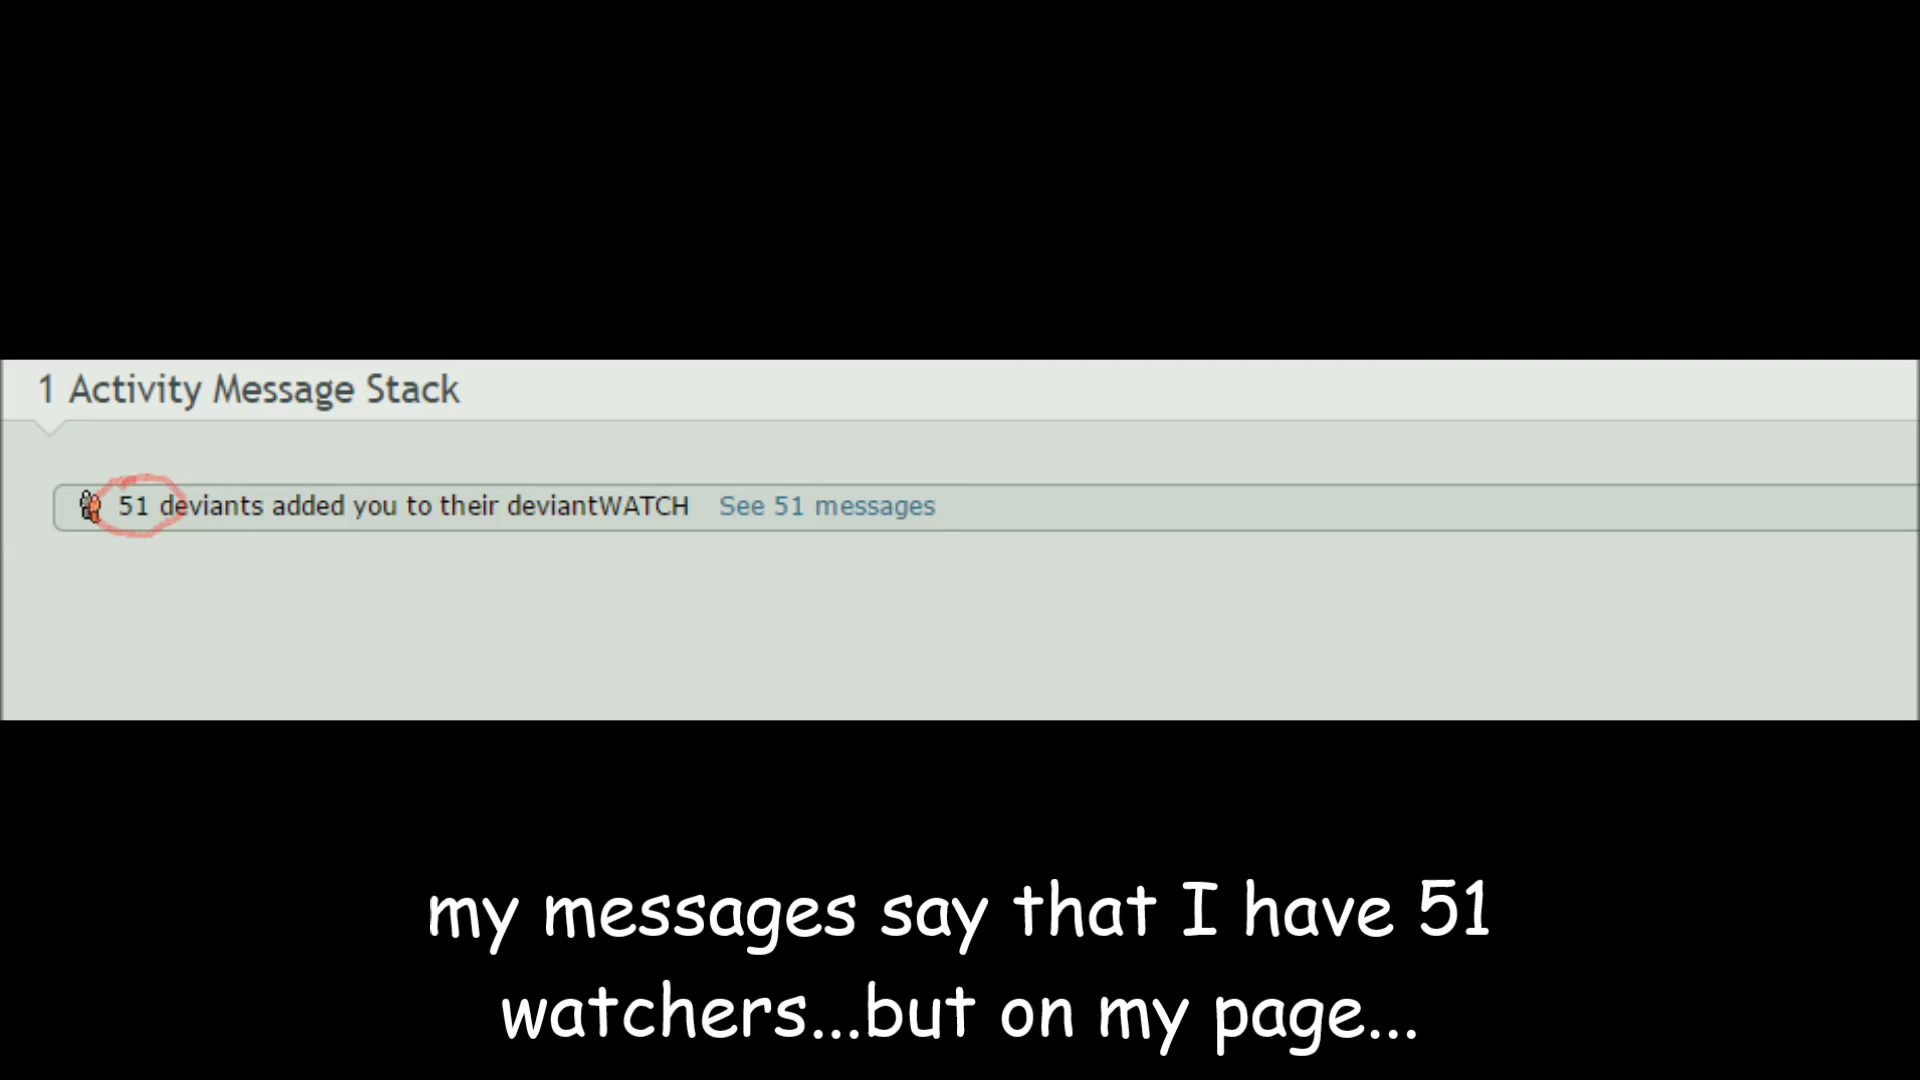 1 Activity Message Stack
51 deviants added you to their deviantWATCH See 51 messages
my messages say that I have 51
watchers...but on my page...